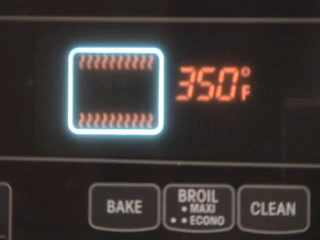 350°F
BAKE
BROIL
• MAXI
• • ECONO
CLEAN